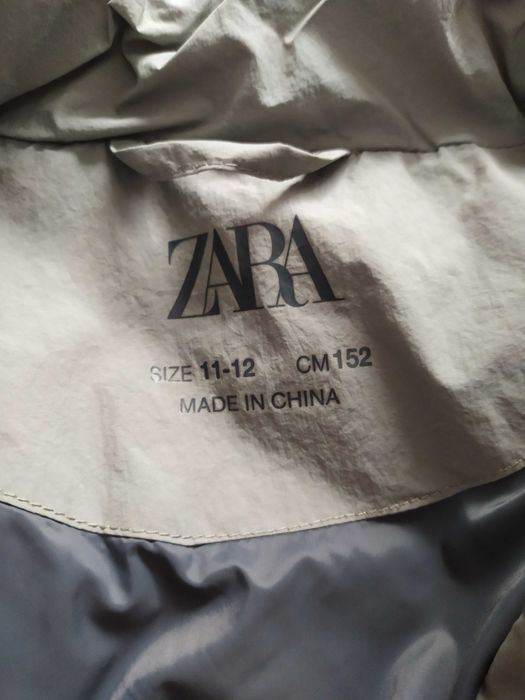 ZARA
SIZE 11-12 CM 152
MADE IN CHINA